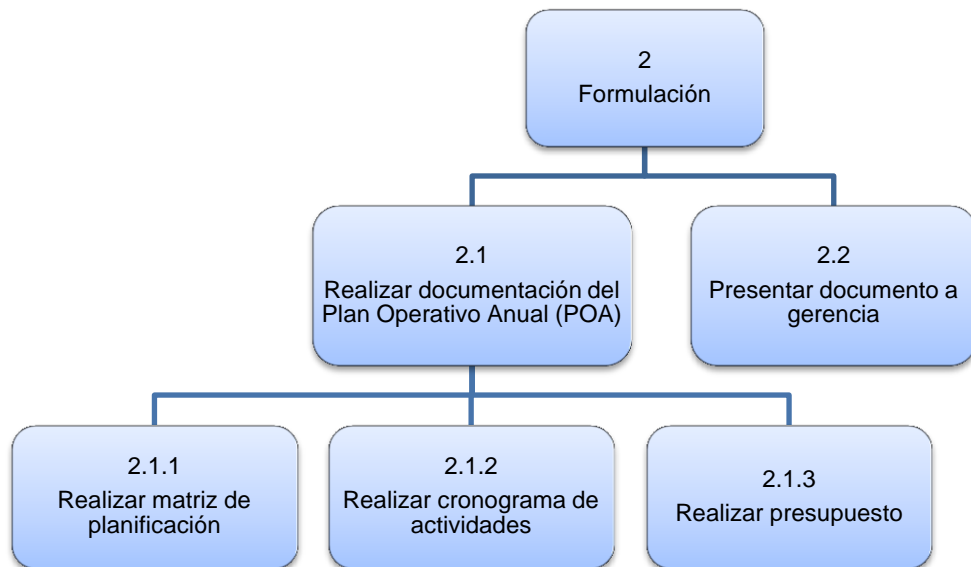 2
Formulación
2.1
Realizar documentación del
Plan Operativo Anual (POA)
2.2
Presentar documento a
gerencia
2.1.1
Realizar matriz de
planificación
2.1.2
Realizar cronograma de
actividades
2.1.3
Realizar presupuesto